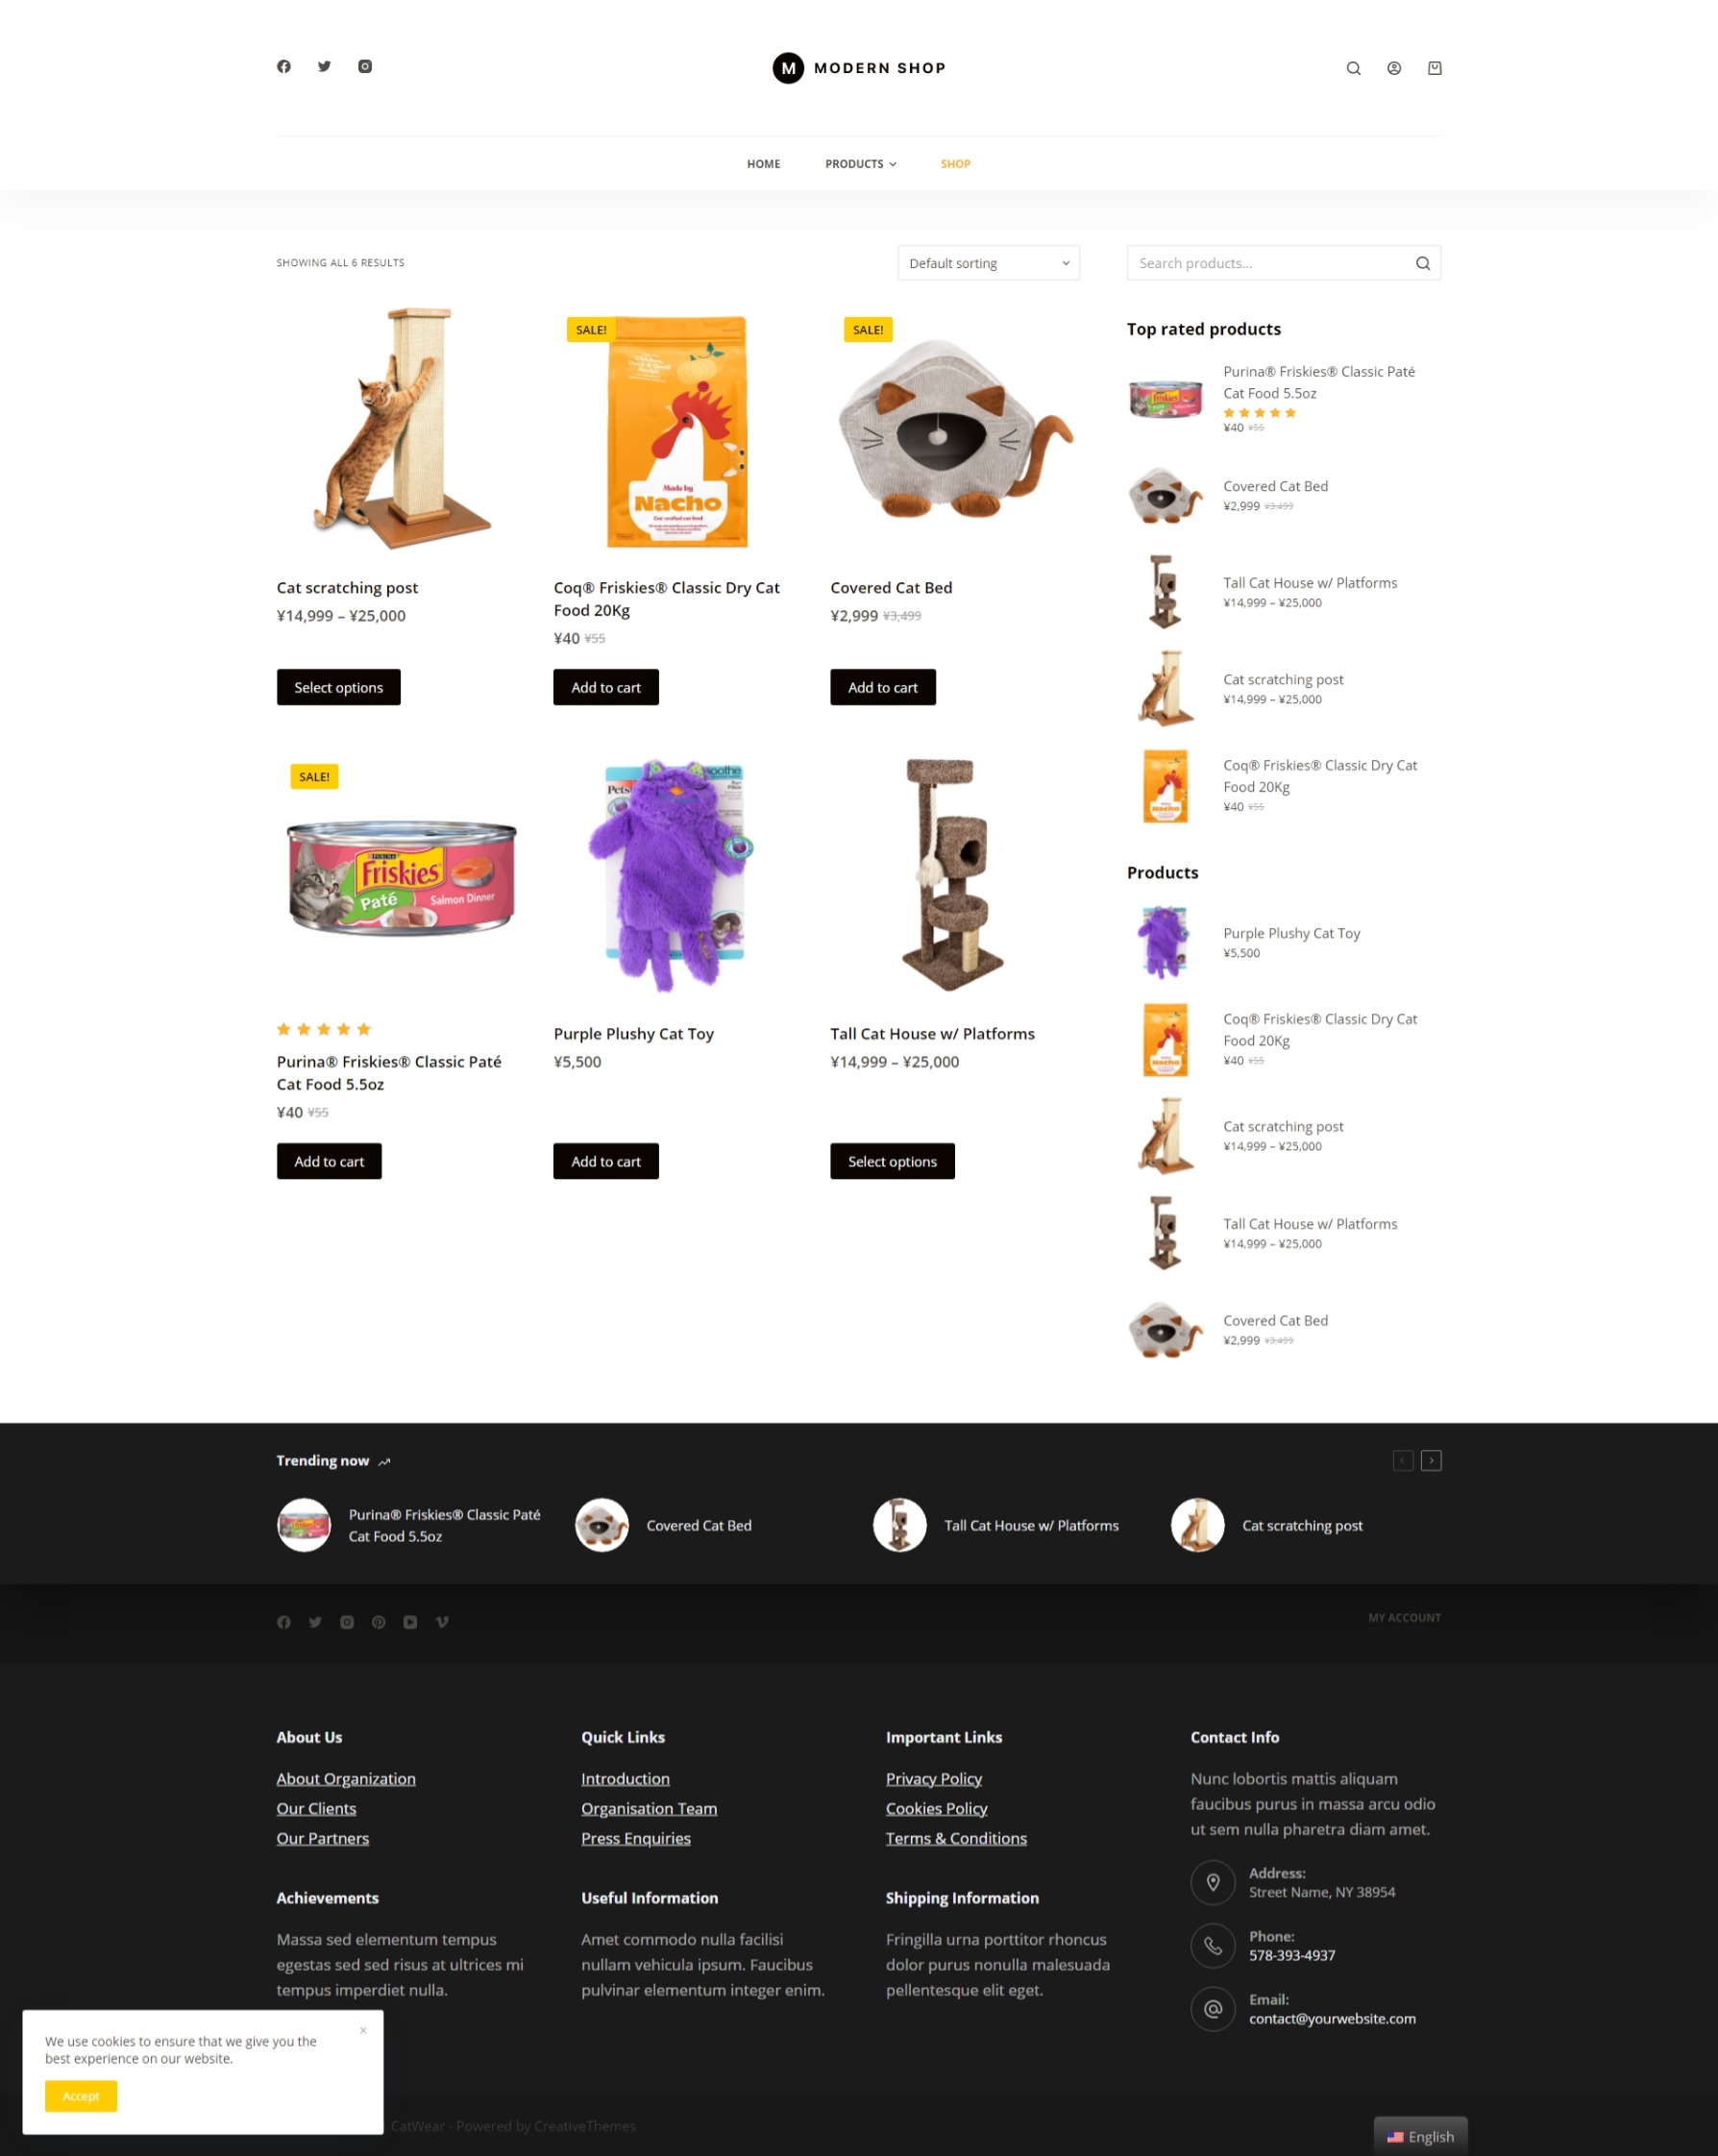 M MODERN SHOP
HOME
PRODUCTS
SHOP
SHOWING ALL 6 RESULTS
Default sorting
Search products...
SALE!
Made by
Nacho
SALE!
Cat scratching post
¥14,999 – ¥25,000
Select options
Coq® Friskies® Classic Dry Cat
Food 20Kg
¥40 ¥55
Add to cart
Covered Cat Bed
¥2,999 ¥3,499
Add to cart
SALE!
PURINA
Friskies
Paté
Salmon Dinner
Pets
soothe
Purina® Friskies® Classic Paté
Cat Food 5.5oz
¥40 ¥55
Add to cart
Purple Plushy Cat Toy
¥5,500
Add to cart
Tall Cat House w/ Platforms
¥14,999 – ¥25,000
Select options
Top rated products
Purina® Friskies® Classic Paté
Cat Food 5.5oz
¥40 ¥55
Covered Cat Bed
¥2,999 ¥3,499
Tall Cat House w/ Platforms
¥14,999 – ¥25,000
Cat scratching post
¥14,999 – ¥25,000
Coq® Friskies® Classic Dry Cat
Food 20Kg
¥40 ¥55
Products
Purple Plushy Cat Toy
¥5,500
Coq® Friskies® Classic Dry Cat
Food 20Kg
¥40 ¥55
Cat scratching post
¥14,999 – ¥25,000
Tall Cat House w/ Platforms
¥14,999 – ¥25,000
Covered Cat Bed
¥2,999 ¥3,499
Trending now
Purina® Friskies® Classic Paté
Cat Food 5.5oz
Covered Cat Bed
Tall Cat House w/ Platforms
Cat scratching post
MY ACCOUNT
About Us
About Organization
Our Clients
Our Partners
Quick Links
Introduction
Organisation Team
Press Enquiries
Important Links
Privacy Policy
Cookies Policy
Terms & Conditions
Contact Info
Nunc lobortis mattis aliquam
faucibus purus in massa arcu odio
ut sem nulla pharetra diam amet.
Address:
Street Name, NY 38954
Phone:
578-393-4937
Email:
contact@yourwebsite.com
Achievements
Massa sed elementum tempus
egestas sed sed risus at ultrices mi
tempus imperdiet nulla.
Useful Information
Amet commodo nulla facilisi
nullam vehicula ipsum. Faucibus
pulvinar elementum integer enim.
Shipping Information
Fringilla urna porttitor rhoncus
dolor purus nonulla malesuada
pellentesque elit eget.
We use cookies to ensure that we give you the
best experience on our website.
Accept
CatWear - Powered by CreativeThemes
English